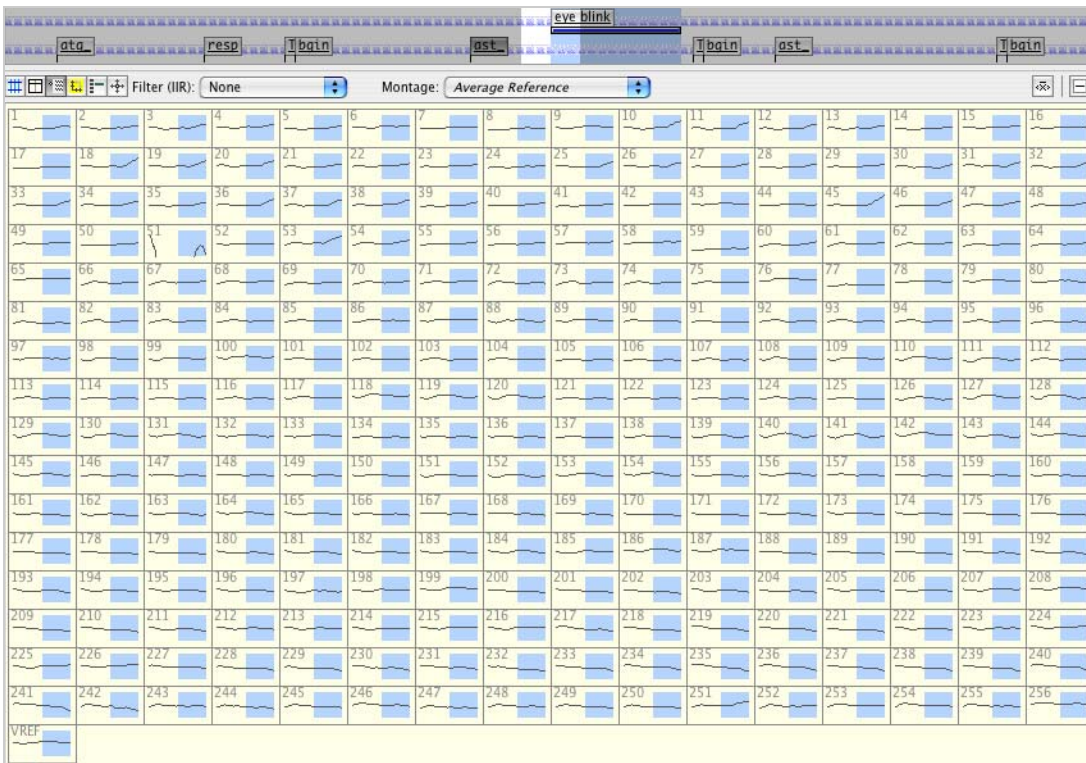 eye blink
atg_ resp Tbgin ast_ Tbgin ast_ Tbgin
Filter (IIR): None Montage: Average Reference
1 2 3 4 5 6 7 8 9 10 11 12 13 14 15 16
17 18 19 20 21 22 23 24 25 26 27 28 29 30 31 32
33 34 35 36 37 38 39 40 41 42 43 44 45 46 47 48
49 50 51 52 53 54 55 56 57 58 59 60 61 62 63 64
65 66 67 68 69 70 71 72 73 74 75 76 77 78 79 80
81 82 83 84 85 86 87 88 89 90 91 92 93 94 95 96
97 98 99 100 101 102 103 104 105 106 107 108 109 110 111 112
113 114 115 116 117 118 119 120 121 122 123 124 125 126 127 128
129 130 131 132 133 134 135 136 137 138 139 140 141 142 143 144
145 146 147 148 149 150 151 152 153 154 155 156 157 158 159 160
161 162 163 164 165 166 167 168 169 170 171 172 173 174 175 176
177 178 179 180 181 182 183 184 185 186 187 188 189 190 191 192
193 194 195 196 197 198 199 200 201 202 203 204 205 206 207 208
209 210 211 212 213 214 215 216 217 218 219 220 221 222 223 224
225 226 227 228 229 230 231 232 233 234 235 236 237 238 239 240
241 242 243 244 245 246 247 248 249 250 251 252 253 254 255 256
VREF